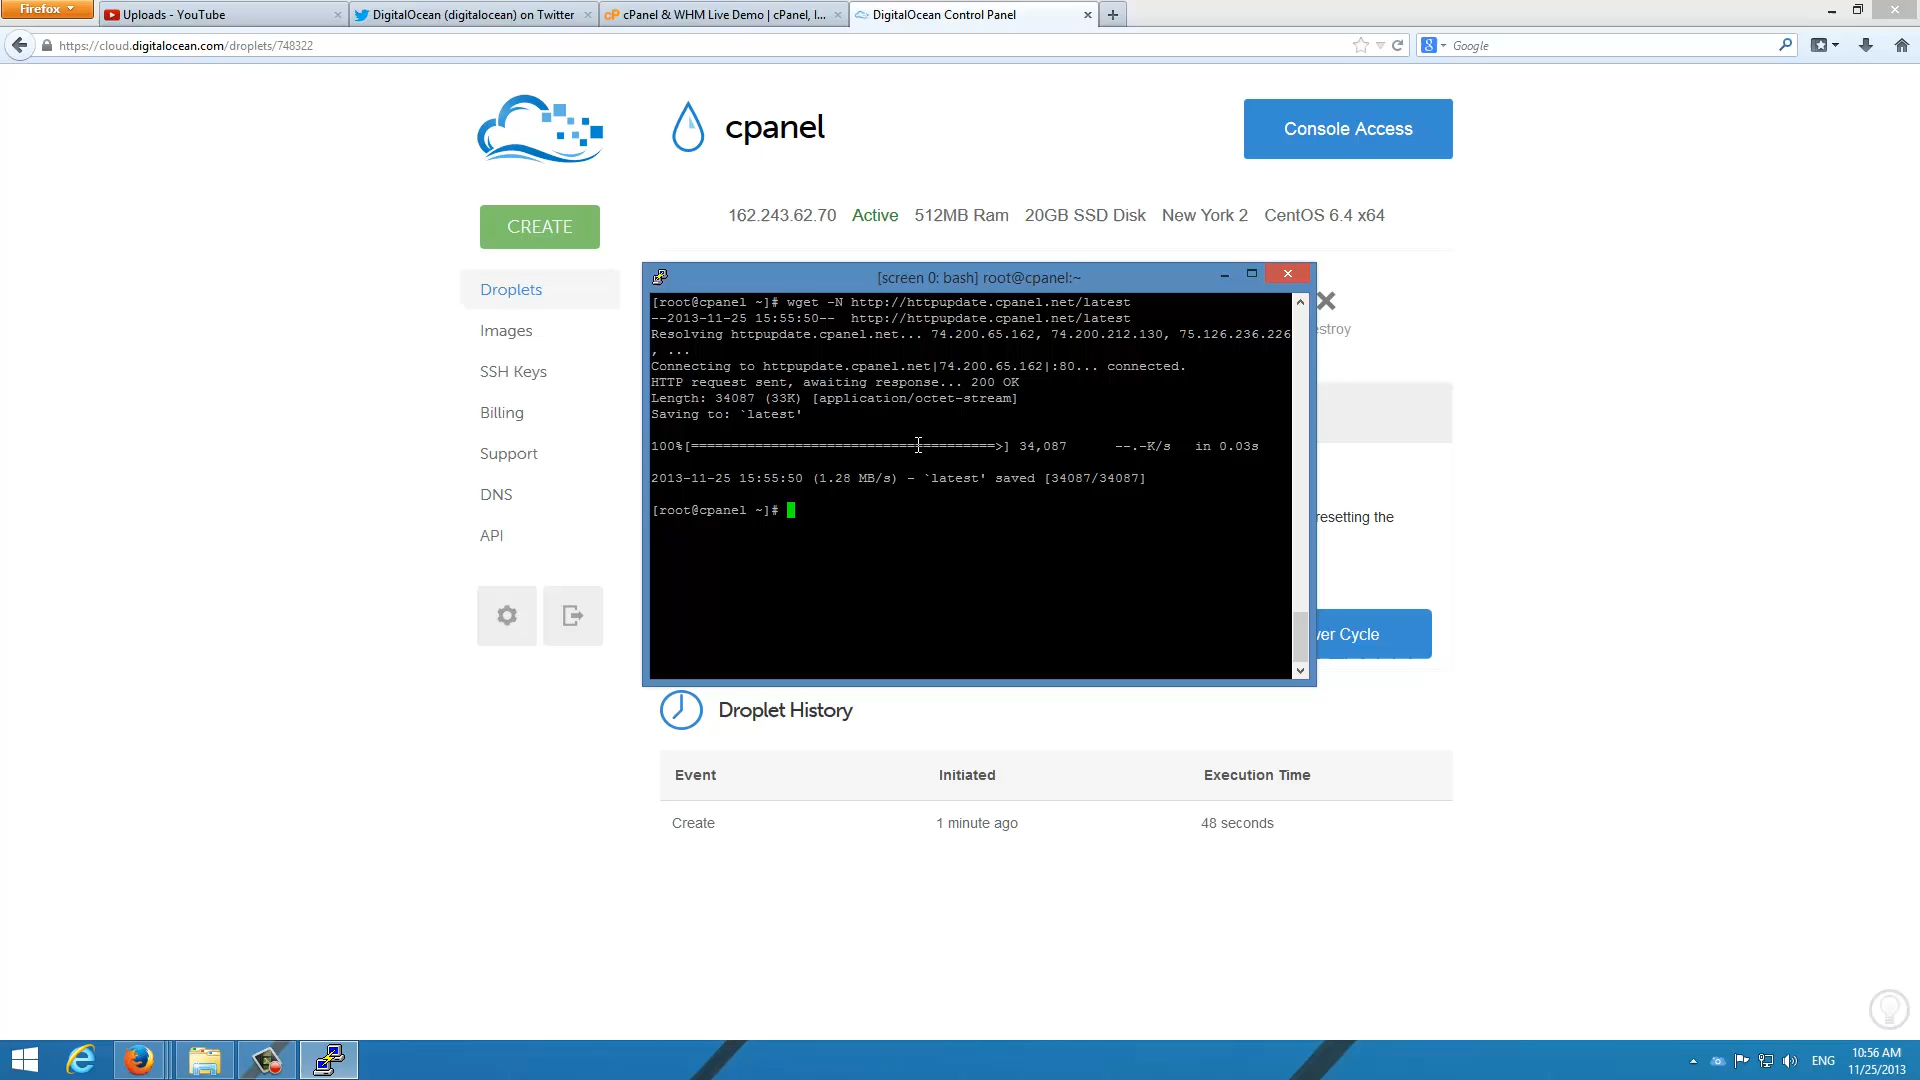 Firefox
Uploads - YouTube
DigitalOcean (digitalocean) on Twitter
cP cPanel & WHM Live Demo | cPanel, I...
DigitalOcean Control Panel
https://cloud.digitalocean.com/droplets/748322
Google
cpanel
Console Access
162.243.62.70 Active 512MB Ram 20GB SSD Disk New York 2 CentOS 6.4 x64
CREATE
Droplets
Images
SSH Keys
Billing
Support
DNS
API
[screen 0: bash] root@cpanel:~
[root@cpanel ~]# wget -N http://httpupdate.cpanel.net/latest
--2013-11-25 15:55:50--  http://httpupdate.cpanel.net/latest
Resolving httpupdate.cpanel.net... 74.200.65.162, 74.200.212.130, 75.126.236.226
, ...
Connecting to httpupdate.cpanel.net|74.200.65.162|:80... connected.
HTTP request sent, awaiting response... 200 OK
Length: 34087 (33K) [application/octet-stream]
Saving to: `latest'
100%[======================================>] 34,087      --.-K/s   in 0.03s
2013-11-25 15:55:50 (1.28 MB/s) - `latest' saved [34087/34087]
[root@cpanel ~]#
estroy
resetting the
ver Cycle
Droplet History
Event Initiated Execution Time
Create 1 minute ago 48 seconds
ENG
10:56 AM
11/25/2013